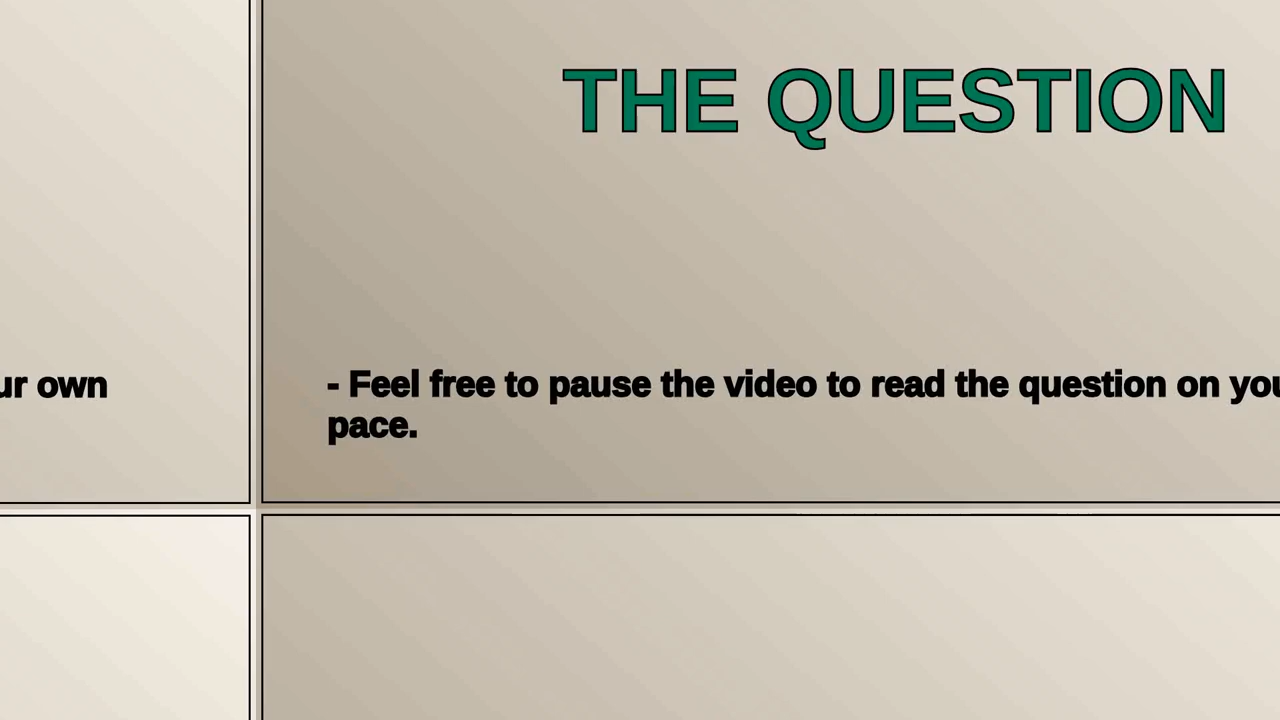 THE QUESTION
ur own
- Feel free to pause the video to read the question on you
pace.